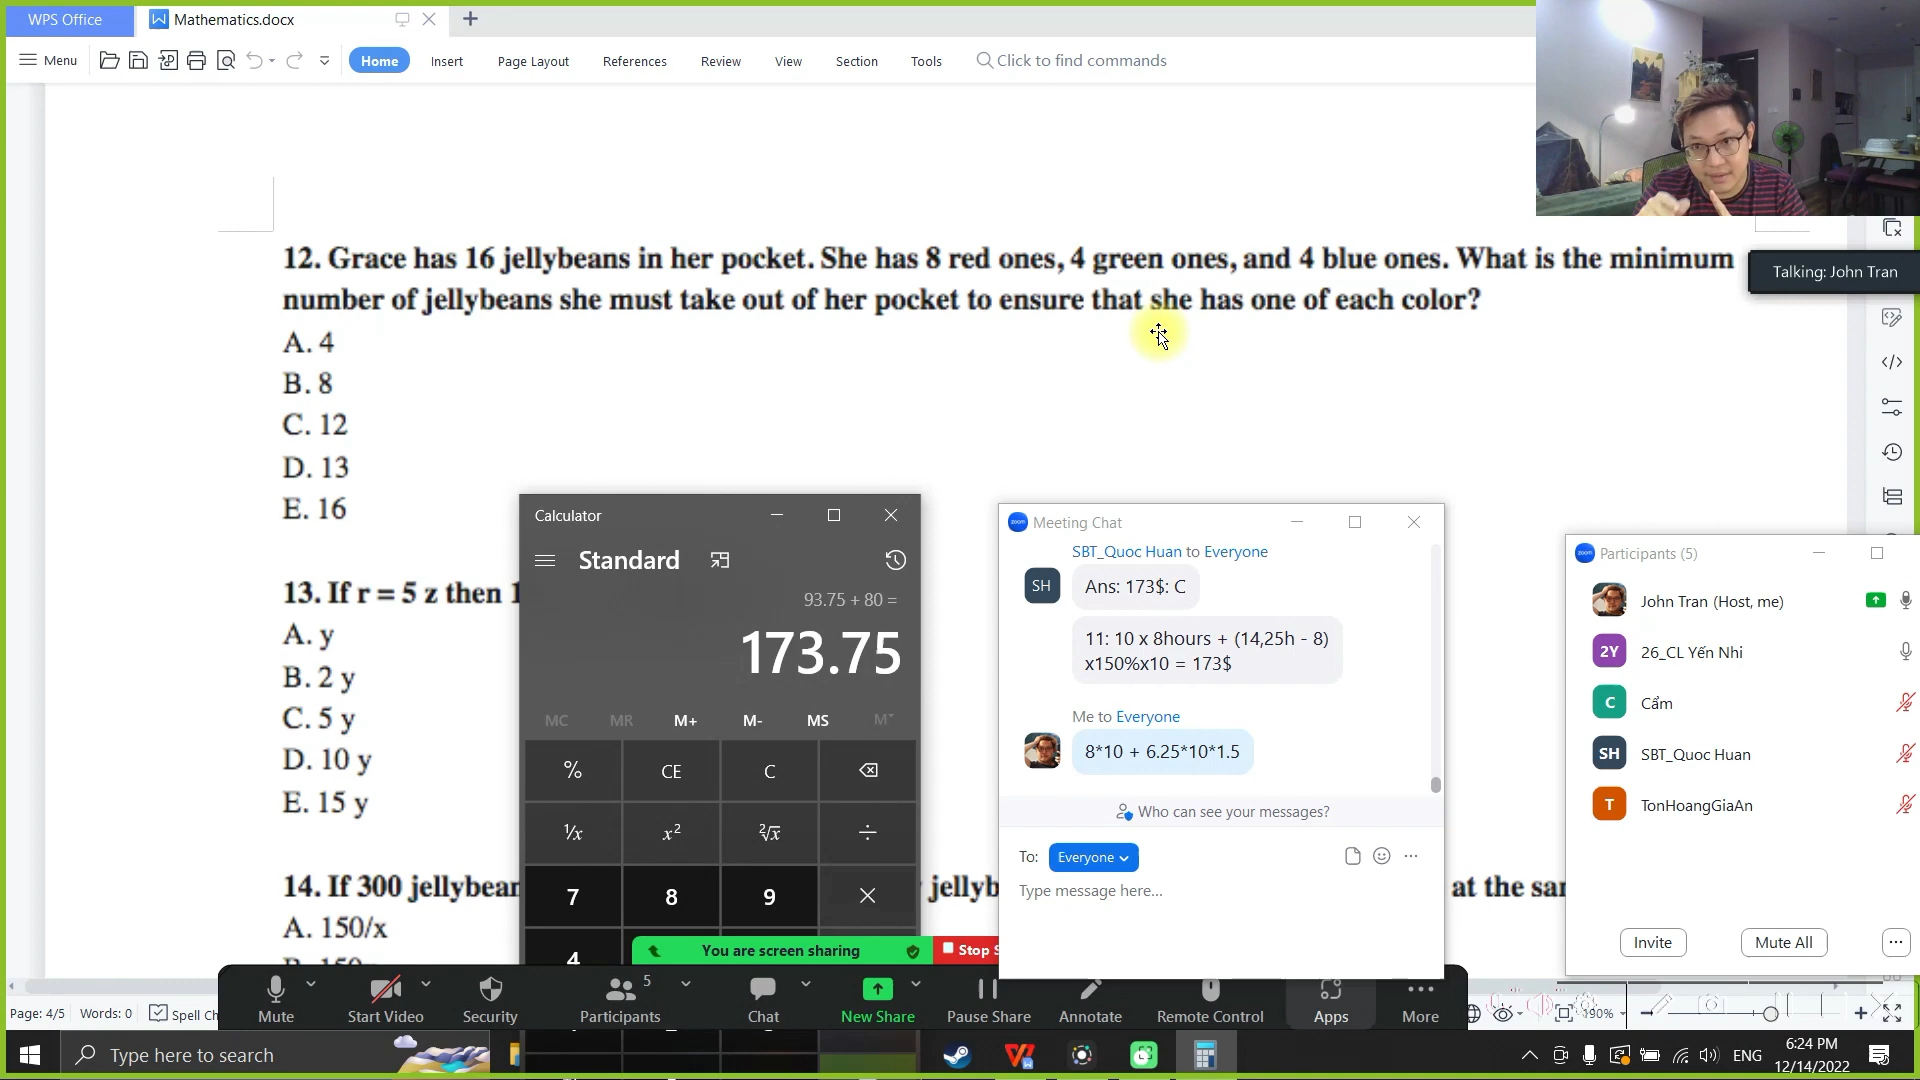 WPS Office
Mathematics.docx
Menu
Home
Insert
Page Layout
References
Review
View
Section
Tools
Click to find commands
Talking: John Tran
12. Grace has 16 jellybeans in her pocket. She has 8 red ones, 4 green ones, and 4 blue ones. What is the minimum
number of jellybeans she must take out of her pocket to ensure that she has one of each color?
A. 4
B. 8
C. 12
D. 13
E. 16
13. If r = 5 z then 1
A. y
B. 2 y
C. 5 y
D. 10 y
E. 15 y
14. If 300 jellybean
jellyb
at the sar
A. 150/x
Calculator
Standard
93.75 + 80 =
173.75
MC MR M+ M- MS M˅
% CE C
1/x x² ²√x ÷
7 8 9 ×
4
Meeting Chat
SBT_Quoc Huan to Everyone
SH
Ans: 173$: C
11: 10 x 8hours + (14,25h - 8)
x150%x10 = 173$
Me to Everyone
8*10 + 6.25*10*1.5
Who can see your messages?
To: Everyone
Type message here...
Participants (5)
John Tran (Host, me)
2Y 26_CL Yến Nhi
C Cẩm
SH SBT_Quoc Huan
T TonHoangGiaAn
Invite
Mute All
You are screen sharing
Stop S
Mute
Start Video
Security
5
Participants
Chat
New Share
Pause Share
Annotate
Remote Control
Apps
More
Page: 4/5
Words: 0
Spell Ch
190%
Type here to search
ENG
6:24 PM
12/14/2022